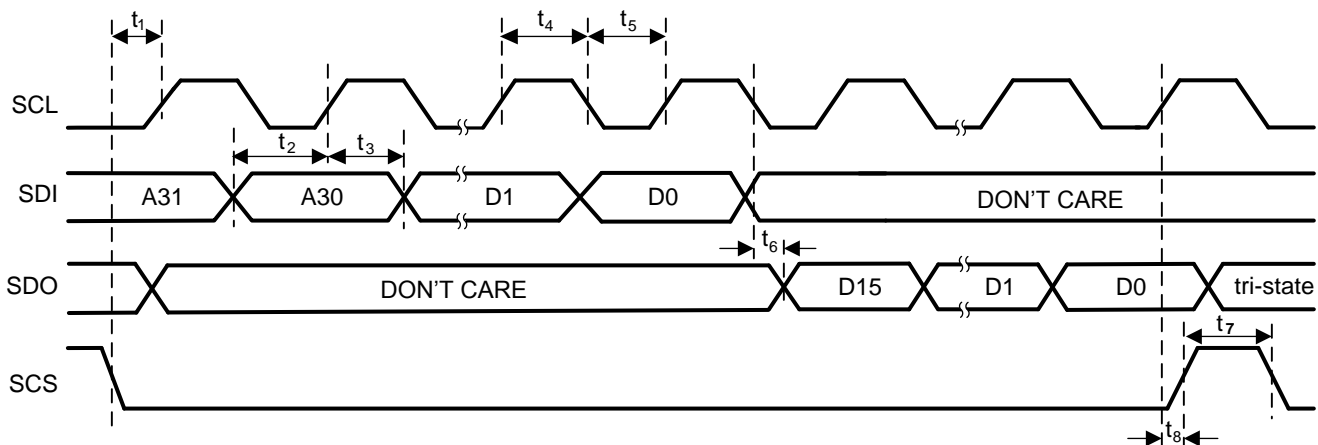 t1 t4 t5
SCL
t2 t3
SDI A31 A30 D1 D0 DON'T CARE
t6
SDO DON'T CARE D15 D1 D0 tri-state
t7
SCS
t8